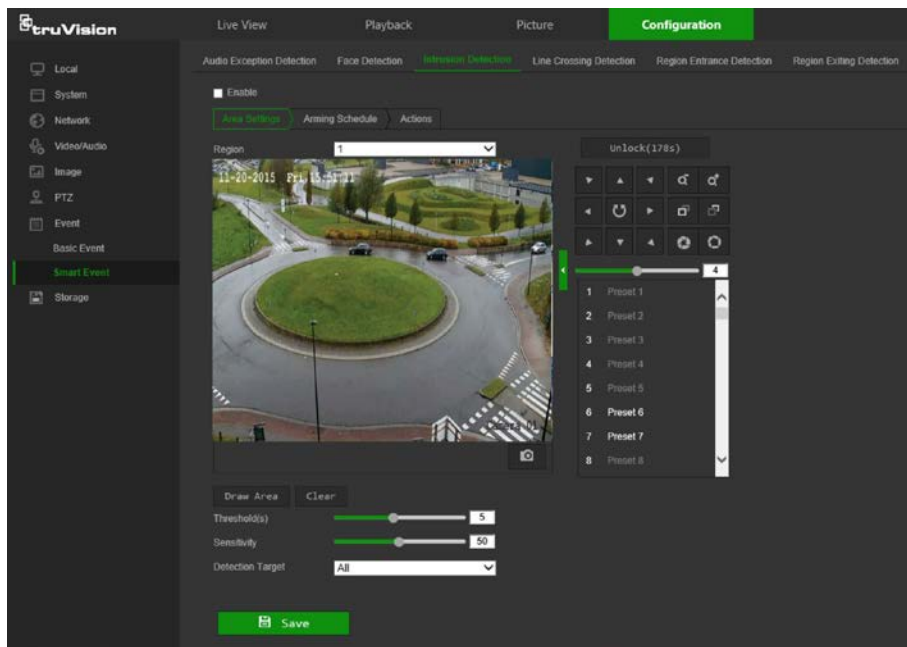 truVision
Live View
Playback
Picture
Configuration
Local
System
Network
Video/Audio
Image
PTZ
Event
Basic Event
Smart Event
Storage
Audio Exception Detection
Face Detection
Intrusion Detection
Line Crossing Detection
Region Entrance Detection
Region Exiting Detection
Enable
Area Settings
Arming Schedule
Actions
Region
1
11-20-2015 Fri 15:51:11
Camera 01
Unlock(178s)
4
1 Preset 1
2 Preset 2
3 Preset 3
4 Preset 4
5 Preset 5
6 Preset 6
7 Preset 7
8 Preset 8
Draw Area
Clear
Threshold(s)
5
Sensitivity
50
Detection Target
All
Save